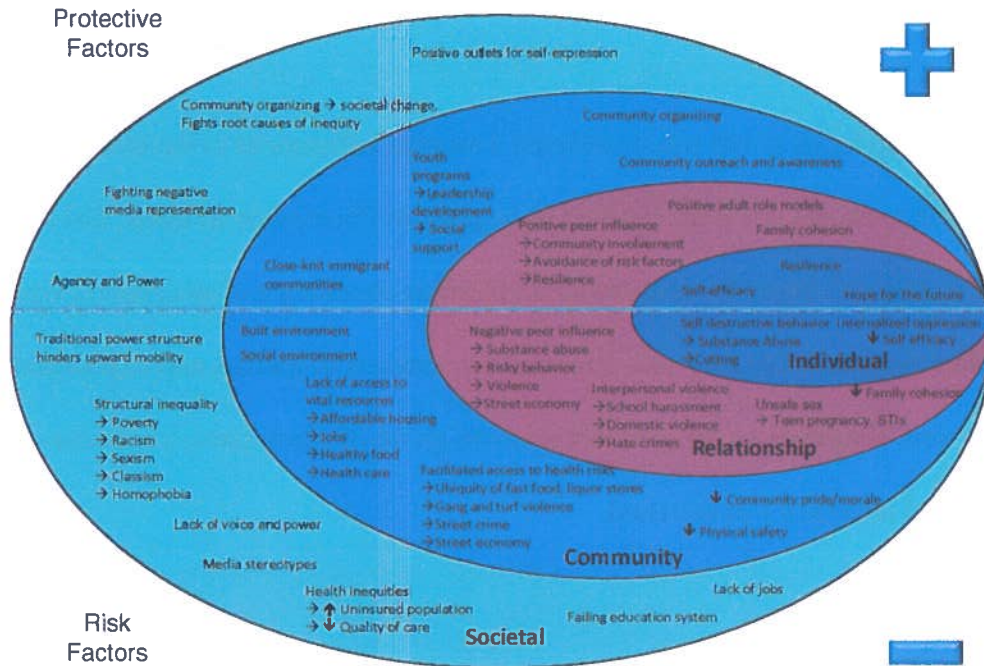 Protective
Factors
Positive outlets for self-expression
Community organizing → societal change.
Fights root causes of inequity
Community organizing
Youth
programs
→ Leadership
development
→ Social
support
Community outreach and awareness
Fighting negative
media representation
Positive adult role models
Positive peer influence
→ Community involvement
→ Avoidance of risk factors
→ Resilience
Family cohesion
Close-knit immigrant
communities
Resilience
Agency and Power
Self efficacy
Hope for the future
Traditional power structure
hinders upward mobility
Built environment
Social environment
Negative peer influence
→ Substance abuse
→ Risky behavior
→ Violence
→ Street economy
Self destructive behavior
→ Substance Abuse
→ Cutting
Internalized oppression
↓ Self efficacy
Individual
Lack of access to
vital resources
→ Affordable housing
→ Jobs
→ Healthy food
→ Health care
Interpersonal violence
→ School harassment
→ Domestic violence
→ Hate crimes
↓ Family cohesion
Unsafe sex
→ Teen pregnancy, STIs
Relationship
Structural inequality
→ Poverty
→ Racism
→ Sexism
→ Classism
→ Homophobia
Facilitated access to health risks
→ Ubiquity of fast food, liquor stores
→ Gang and turf violence
→ Street crime
→ Street economy
↓ Community pride/morale
↓ Physical safety
Community
Lack of voice and power
Media stereotypes
Health inequities
→ ↑ Uninsured population
→ ↓ Quality of care
Lack of jobs
Failing education system
Societal
Risk
Factors